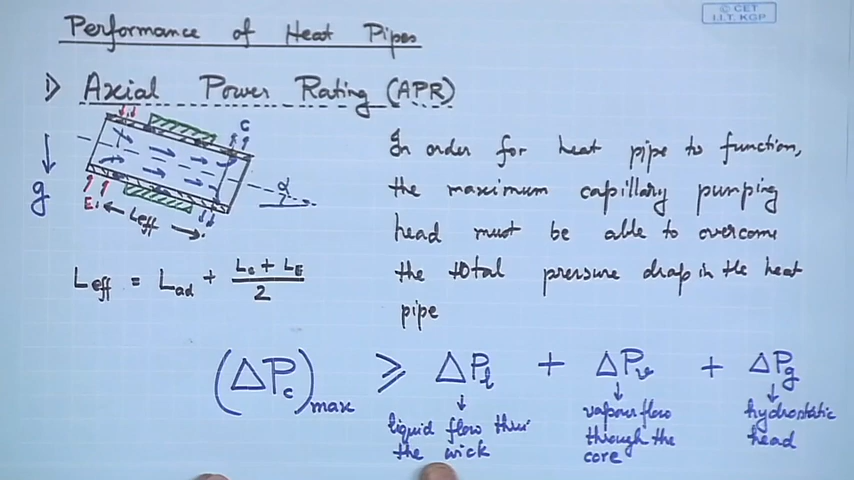 © CET
I.I.T. KGP
Performance of Heat Pipes
1) Axial Power Rating (APR)
g
E
C
α
Leff
Leff = Lad + (Lc + LE)/2
In order for heat pipe to function,
the maximum capillary pumping
head must be able to overcome
the total pressure drop in the heat
pipe
(ΔPc)max ≥ ΔPl + ΔPv + ΔPg
liquid flow thru
the wick
vapour flow
through the
core
hydrostatic
head